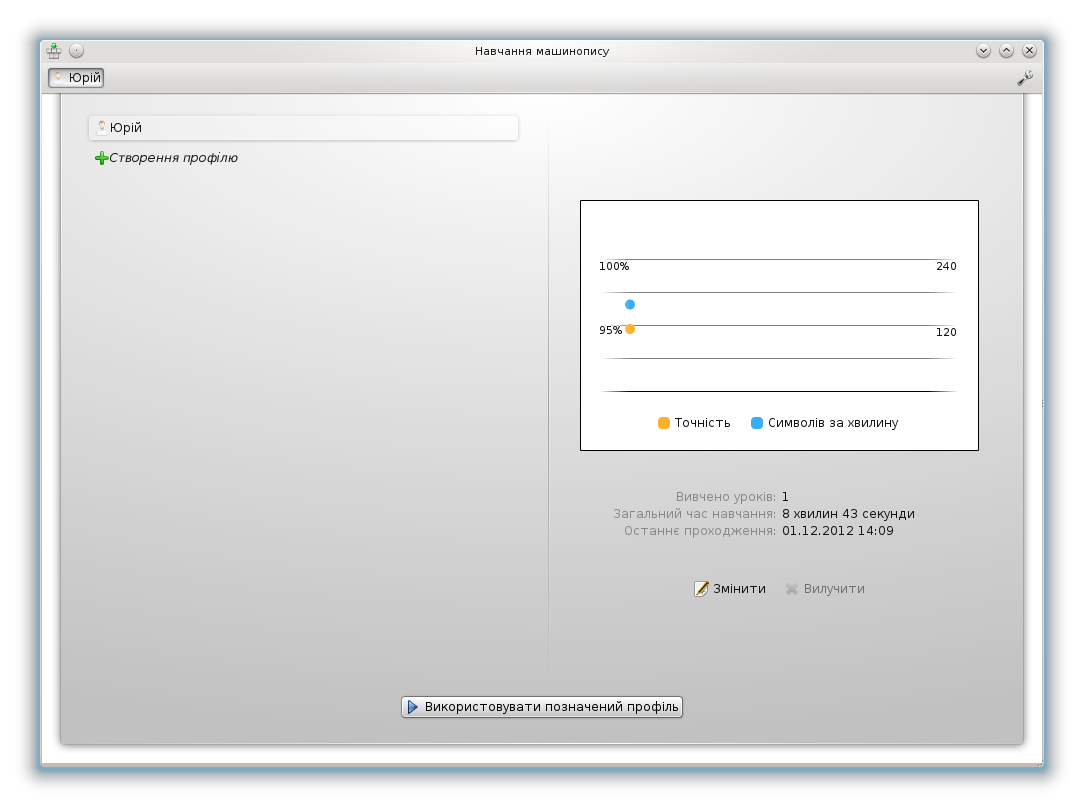 Навчання машинопису
Юрій
Юрій
Створення профілю
100% 240
95% 120
Точність Символів за хвилину
Вивчено уроків: 1
Загальний час навчання: 8 хвилин 43 секунди
Останнє проходження: 01.12.2012 14:09
Змінити Вилучити
Використовувати позначений профіль